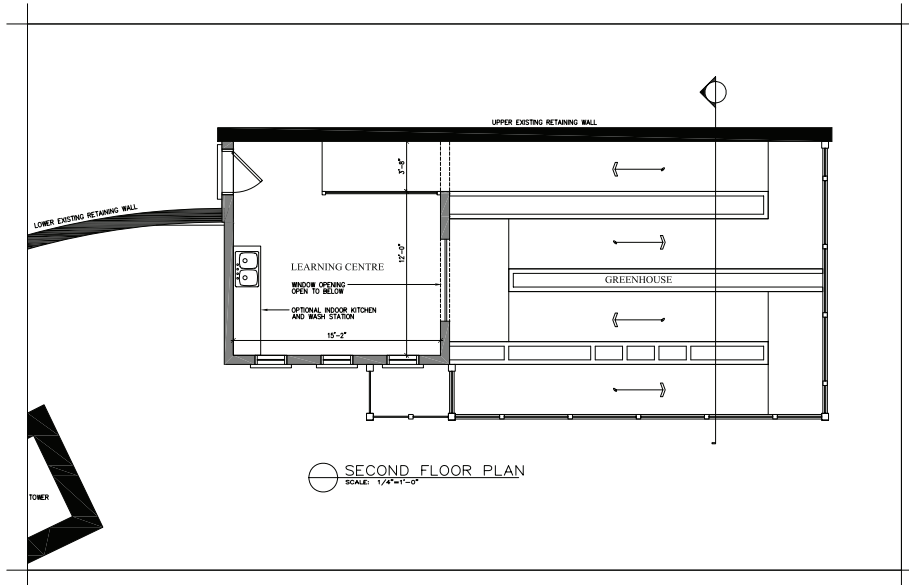 UPPER EXISTING RETAINING WALL
3'-8"
LOWER EXISTING RETAINING WALL
12'-0"
LEARNING CENTRE
WINDOW OPENING
OPEN TO BELOW
GREENHOUSE
OPTIONAL INDOOR KITCHEN
AND WASH STATION
15'-2"
SECOND FLOOR PLAN
SCALE: 1/4"=1'-0"
TOWER